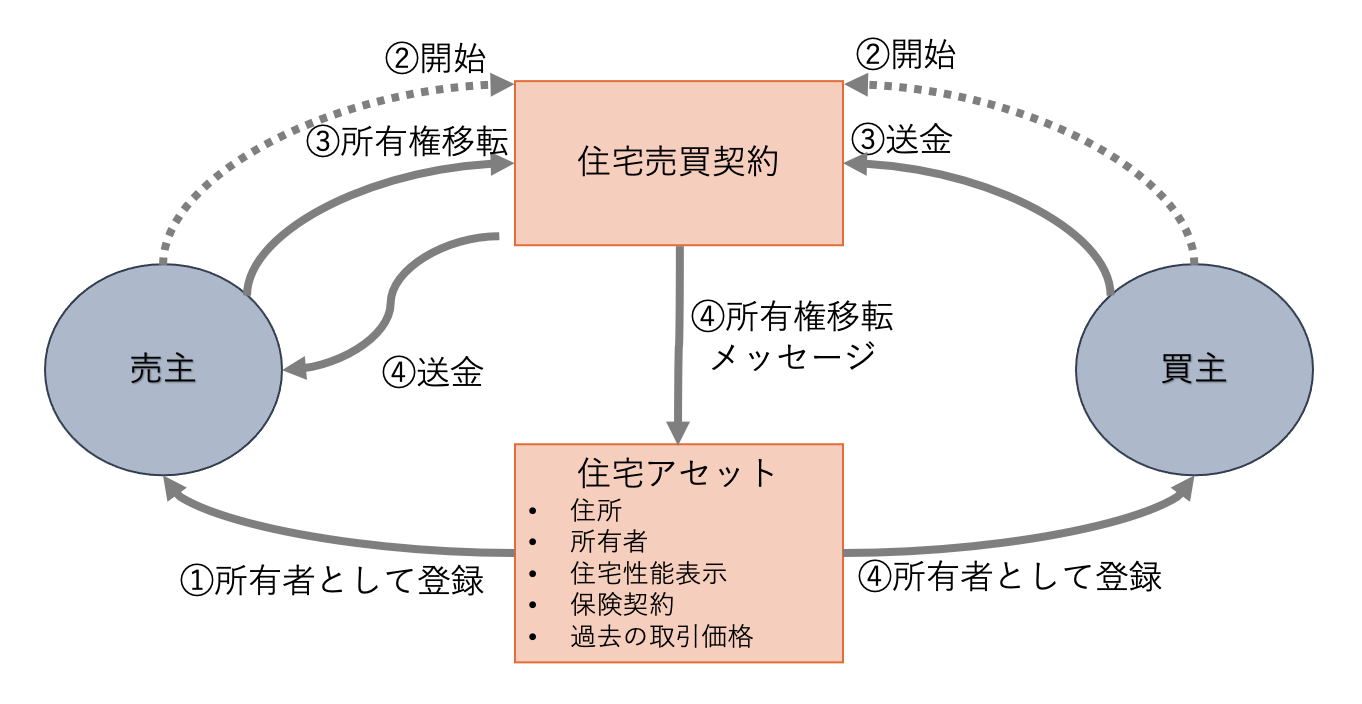 ②開始
②開始
③所有権移転
③送金
住宅売買契約
④所有権移転
メッセージ
売主
④送金
買主
住宅アセット
• 住所
• 所有者
• 住宅性能表示
• 保険契約
• 過去の取引価格
①所有者として登録
④所有者として登録